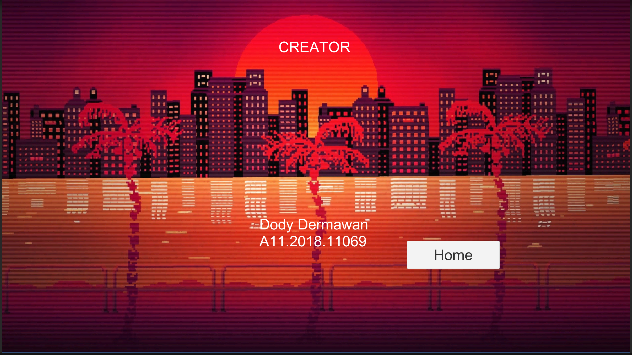 CREATOR
Dody Dermawan
A11.2018.11069
Home